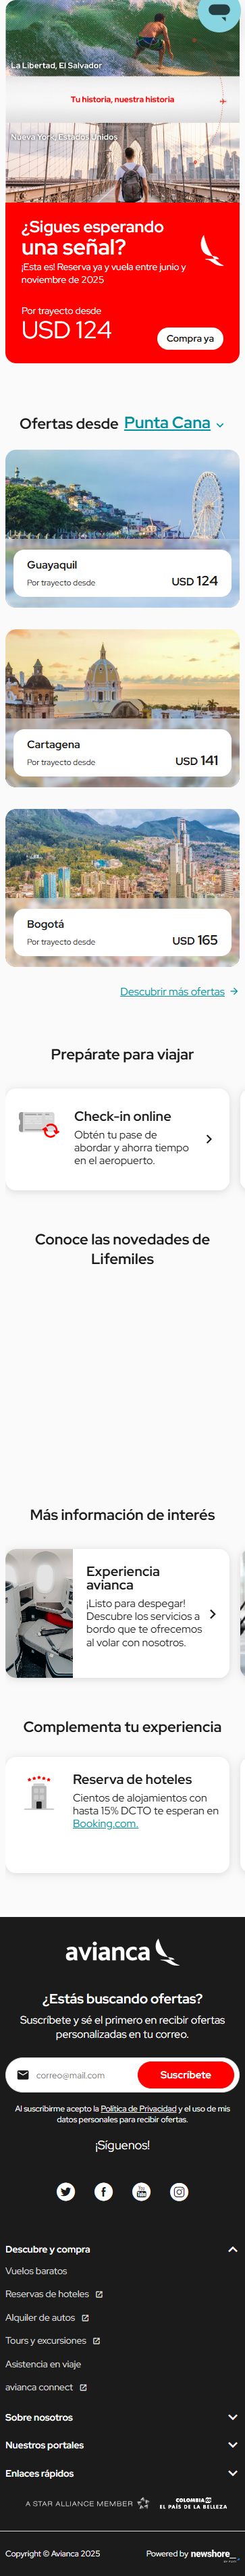 La Libertad, El Salvador
Tu historia, nuestra historia
Nueva York, Estados Unidos
¿Sigues esperando
una señal?
¡Esta es! Reserva ya y vuela entre junio y
noviembre de 2025
Por trayecto desde
USD 124
Compra ya
Ofertas desde Punta Cana
Guayaquil
Por trayecto desde USD 124
Cartagena
Por trayecto desde USD 141
Bogotá
Por trayecto desde USD 165
Descubrir más ofertas
Prepárate para viajar
Check-in online
Obtén tu pase de
abordar y ahorra tiempo
en el aeropuerto.
Conoce las novedades de
Lifemiles
Más información de interés
Experiencia
avianca
¡Listo para despegar!
Descubre los servicios a
bordo que te ofrecemos
al volar con nosotros.
Complementa tu experiencia
Reserva de hoteles
Cientos de alojamientos con
hasta 15% DCTO te esperan en
Booking.com.
avianca
¿Estás buscando ofertas?
Suscríbete y sé el primero en recibir ofertas
personalizadas en tu correo.
correo@mail.com
Suscríbete
Al suscribirme acepto la Política de Privacidad y el uso de mis
datos personales para recibir ofertas.
¡Síguenos!
You
Tube
Descubre y compra
Vuelos baratos
Reservas de hoteles
Alquiler de autos
Tours y excursiones
Asistencia en viaje
avianca connect
Sobre nosotros
Nuestros portales
Enlaces rápidos
A STAR ALLIANCE MEMBER
COLOMBIA
EL PAÍS DE LA BELLEZA
Copyright © Avianca 2025
Powered by newshore_